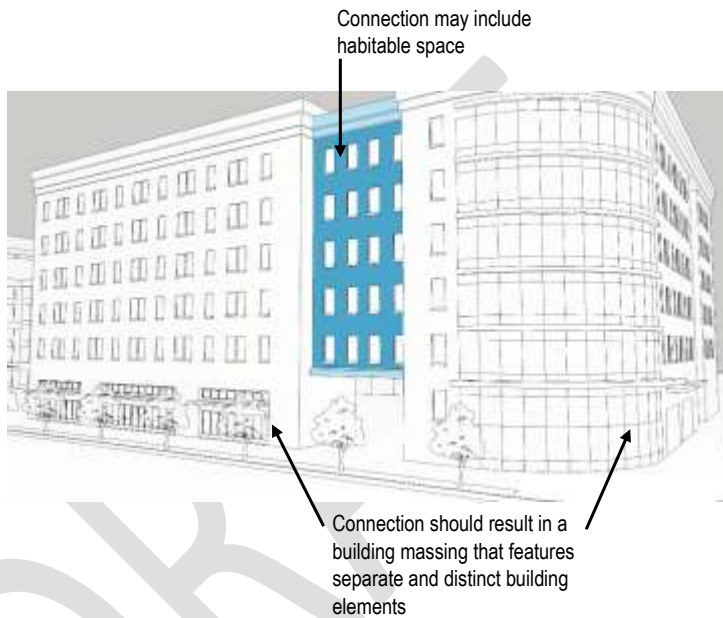 Connection may include
habitable space
Connection should result in a
building massing that features
separate and distinct building
elements